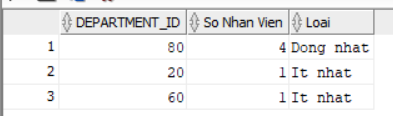 DEPARTMENT_ID So Nhan Vien Loai
1 80 4 Dong nhat
2 20 1 It nhat
3 60 1 It nhat